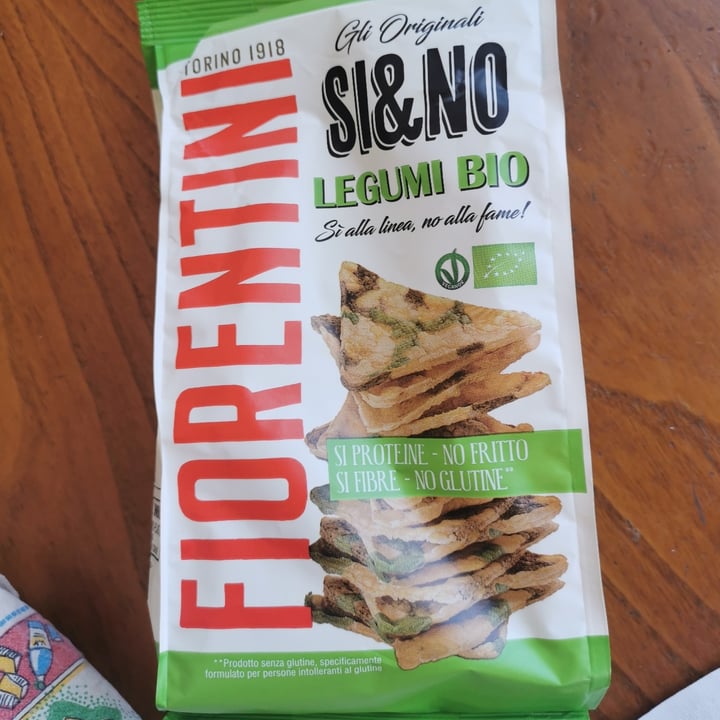 TORINO 1918
FIORENTINI
Gli Originali
SI&NO
LEGUMI BIO
Sì alla linea, no alla fame!
VEGANO
SI PROTEINE - NO FRITTO
SI FIBRE - NO GLUTINE**
**Prodotto senza glutine, specificamente
formulato per persone intolleranti al glutine